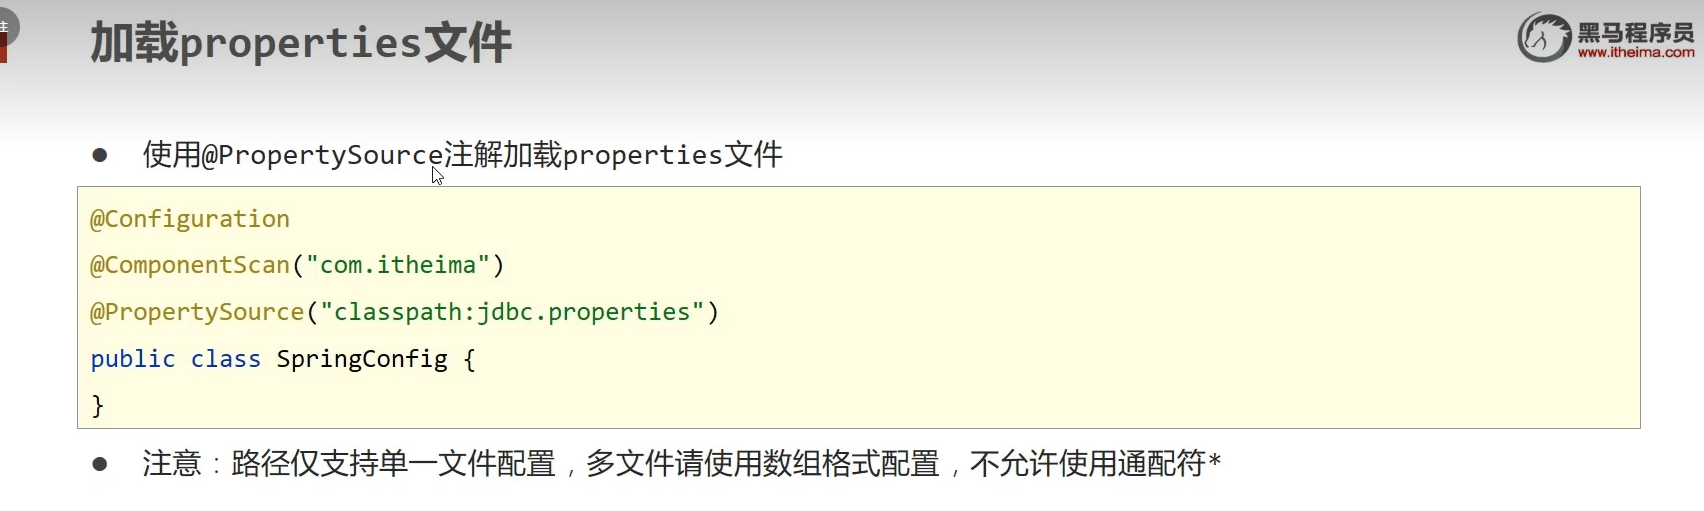 注
加载properties文件
黑马程序员
www.itheima.com
● 使用@PropertySource注解加载properties文件
@Configuration
@ComponentScan("com.itheima")
@PropertySource("classpath:jdbc.properties")
public class SpringConfig {
}
● 注意：路径仅支持单一文件配置，多文件请使用数组格式配置，不允许使用通配符*